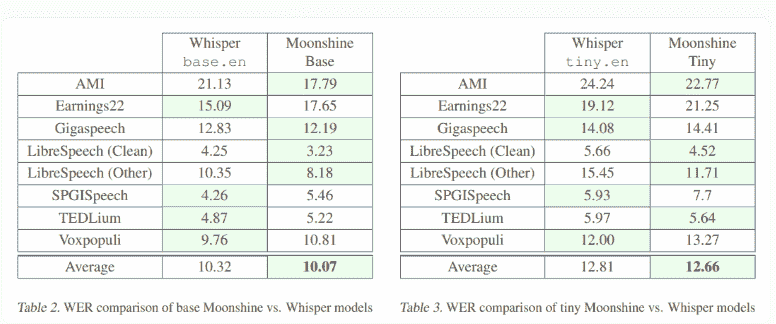 Whisper
base.en
Moonshine
Base
AMI 21.13 17.79
Earnings22 15.09 17.65
Gigaspeech 12.83 12.19
LibreSpeech (Clean) 4.25 3.23
LibreSpeech (Other) 10.35 8.18
SPGISpeech 4.26 5.46
TEDLium 4.87 5.22
Voxpopuli 9.76 10.81
Average 10.32 10.07
Table 2. WER comparison of base Moonshine vs. Whisper models
Whisper
tiny.en
Moonshine
Tiny
AMI 24.24 22.77
Earnings22 19.12 21.25
Gigaspeech 14.08 14.41
LibreSpeech (Clean) 5.66 4.52
LibreSpeech (Other) 15.45 11.71
SPGISpeech 5.93 7.7
TEDLium 5.97 5.64
Voxpopuli 12.00 13.27
Average 12.81 12.66
Table 3. WER comparison of tiny Moonshine vs. Whisper models